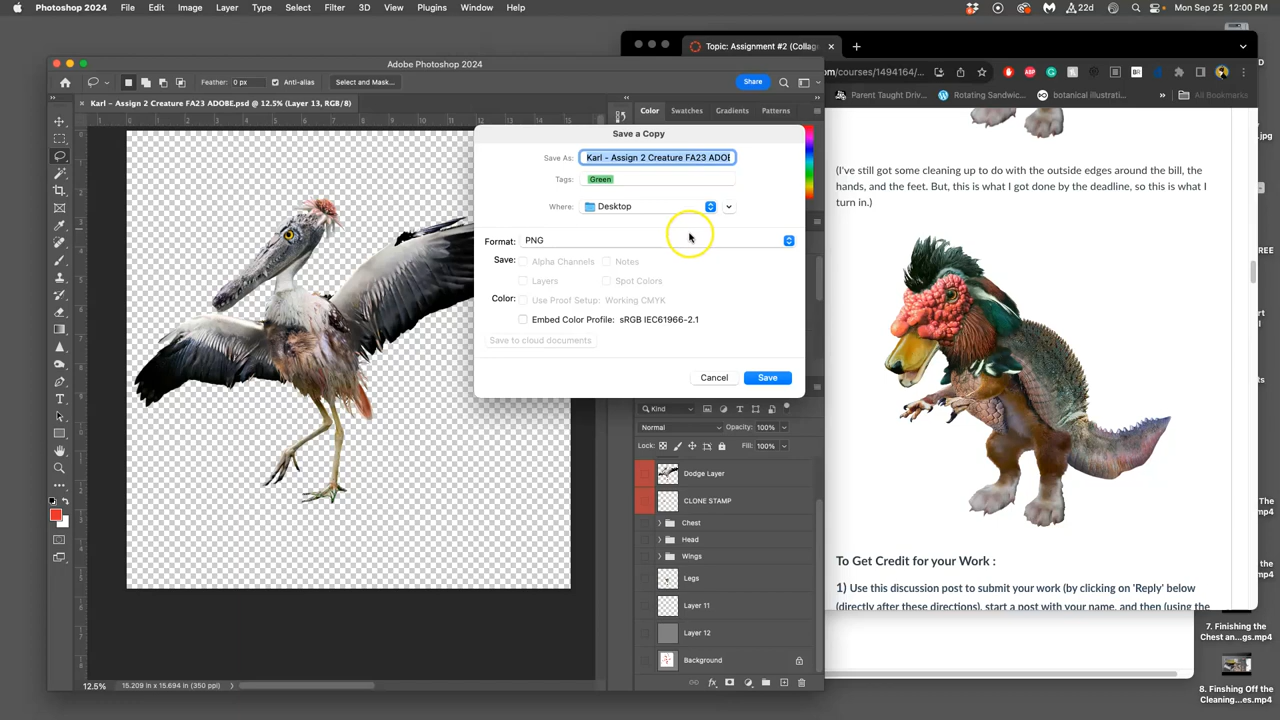 Photoshop 2024 File Edit Image Layer Type Select Filter 3D View Plugins Window Help
22d Mon Sep 25 12:00 PM
Topic: Assignment #2 (Collag
Adobe Photoshop 2024
Feather: 0 px Anti-alias Select and Mask... Share
.com/courses/1494164/...
Parent Taught Driv... Rotating Sandwic... botanical illustrati... All Bookmarks
Karl – Assign 2 Creature FA23 ADOBE.psd @ 12.5% (Layer 13, RGB/8)
Color Swatches Gradients Patterns
Save a Copy
Save As: Karl - Assign 2 Creature FA23 ADOB
Tags: Green
Where: Desktop
Format: PNG
Save: Alpha Channels Notes
Layers Spot Colors
Color: Use Proof Setup: Working CMYK
Embed Color Profile: sRGB IEC61966-2.1
Save to cloud documents
Cancel Save
Kind
Normal Opacity: 100%
Lock: Fill: 100%
Dodge Layer
CLONE STAMP
Chest
Head
Wings
Legs
Layer 11
Layer 12
Background
12.5% 15.209 in x 15.694 in (350 ppi)
(I've still got some cleaning up to do with the outside edges around the bill, the
hands, and the feet. But, this is what I got done by the deadline, so this is what I
turn in.)
To Get Credit for your Work :
1) Use this discussion post to submit your work (by clicking on 'Reply' below
(directly after these directions), start a post with your name, and then (using the
7. Finishing the
Chest an...gs.mp4
8. Finshing Off the
Cleaning...es.mp4